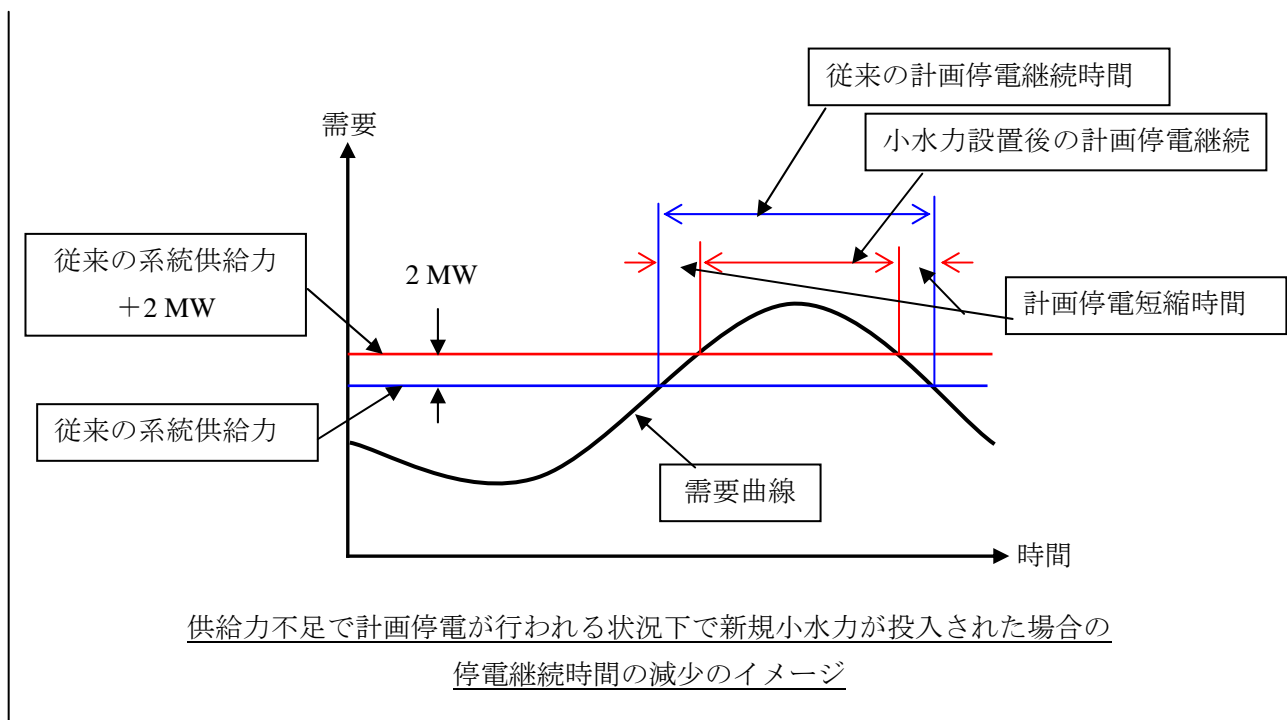 従来の計画停電継続時間
需要
小水力設置後の計画停電継続
従来の系統供給力
＋2 MW
2 MW
計画停電短縮時間
従来の系統供給力
需要曲線
時間
供給力不足で計画停電が行われる状況下で新規小水力が投入された場合の
停電継続時間の減少のイメージ